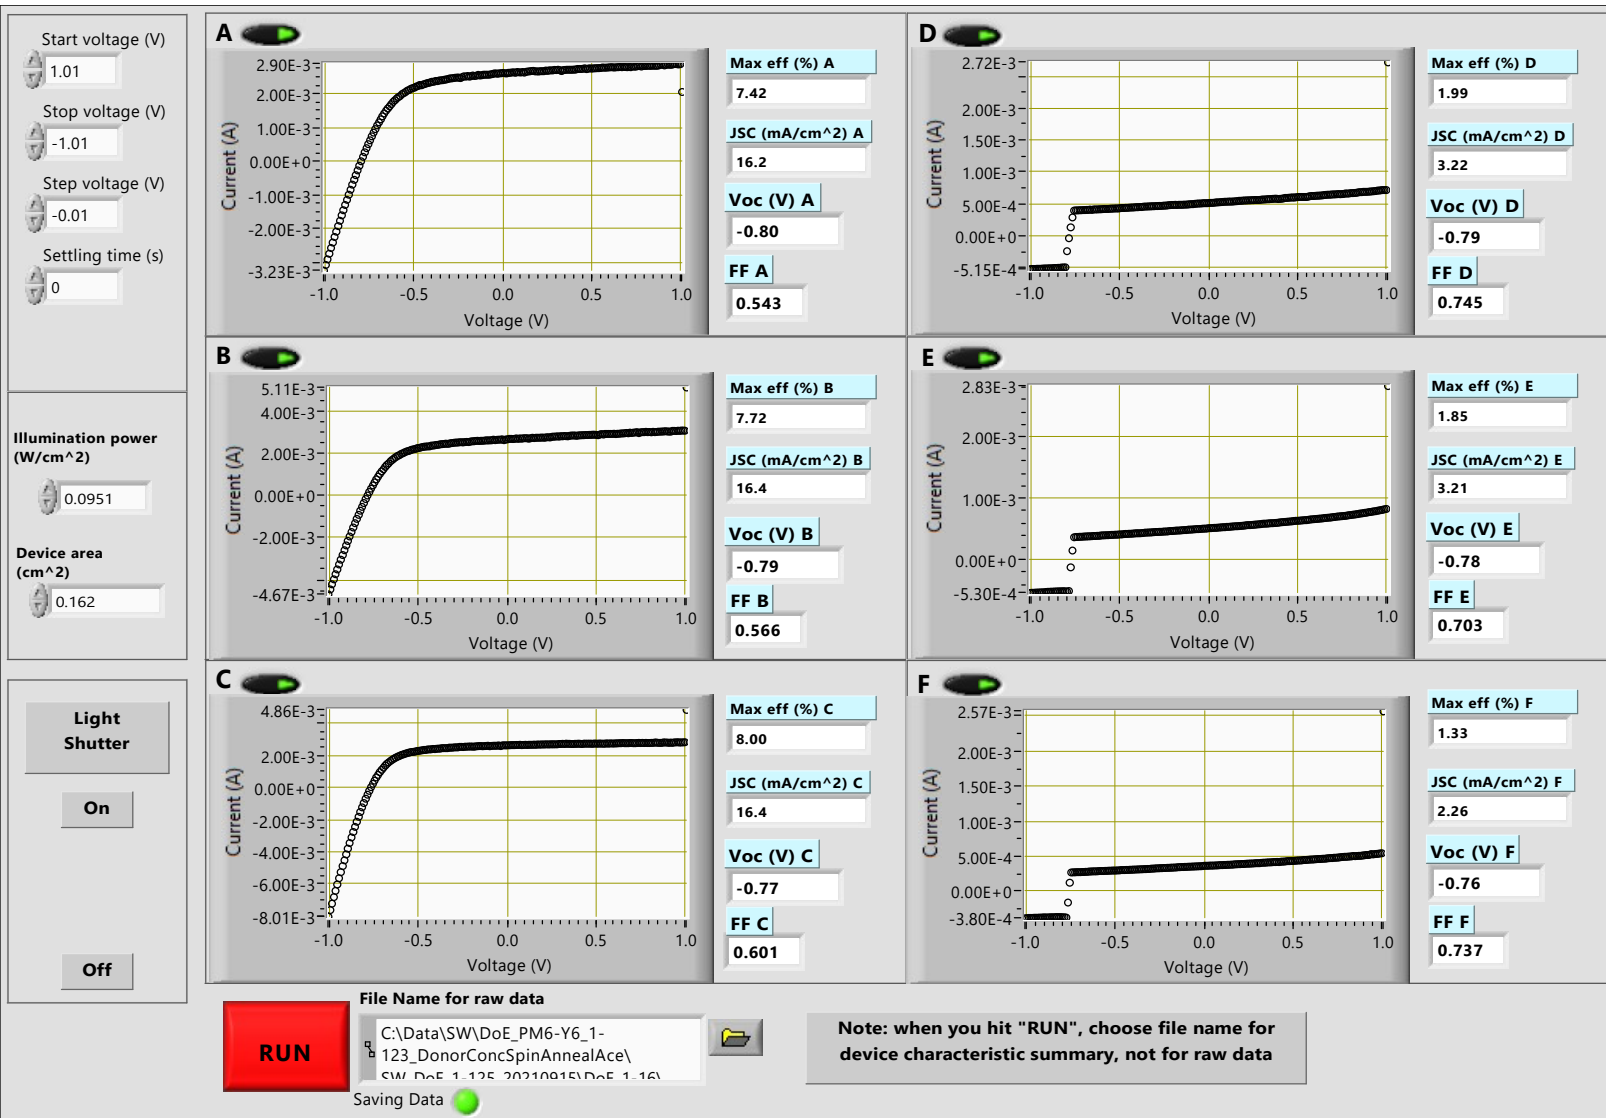 Start voltage (V)
1.01
Stop voltage (V)
-1.01
Step voltage (V)
-0.01
Settling time (s)
0
Illumination power
(W/cm^2)
0.0951
Device area
(cm^2)
0.162
Light
Shutter
On
Off
A
Current (A)
2.90E-3
2.00E-3
1.00E-3
0.00E+0
-1.00E-3
-2.00E-3
-3.23E-3
-1.0 -0.5 0.0 0.5 1.0
Voltage (V)
Max eff (%) A
7.42
JSC (mA/cm^2) A
16.2
Voc (V) A
-0.80
FF A
0.543
B
Current (A)
5.11E-3
4.00E-3
2.00E-3
0.00E+0
-2.00E-3
-4.67E-3
-1.0 -0.5 0.0 0.5 1.0
Voltage (V)
Max eff (%) B
7.72
JSC (mA/cm^2) B
16.4
Voc (V) B
-0.79
FF B
0.566
C
Current (A)
4.86E-3
2.00E-3
0.00E+0
-2.00E-3
-4.00E-3
-6.00E-3
-8.01E-3
-1.0 -0.5 0.0 0.5 1.0
Voltage (V)
Max eff (%) C
8.00
JSC (mA/cm^2) C
16.4
Voc (V) C
-0.77
FF C
0.601
D
Current (A)
2.72E-3
2.00E-3
1.50E-3
1.00E-3
5.00E-4
0.00E+0
-5.15E-4
-1.0 -0.5 0.0 0.5 1.0
Voltage (V)
Max eff (%) D
1.99
JSC (mA/cm^2) D
3.22
Voc (V) D
-0.79
FF D
0.745
E
Current (A)
2.83E-3
2.00E-3
1.00E-3
0.00E+0
-5.30E-4
-1.0 -0.5 0.0 0.5 1.0
Voltage (V)
Max eff (%) E
1.85
JSC (mA/cm^2) E
3.21
Voc (V) E
-0.78
FF E
0.703
F
Current (A)
2.57E-3
2.00E-3
1.50E-3
1.00E-3
5.00E-4
0.00E+0
-3.80E-4
-1.0 -0.5 0.0 0.5 1.0
Voltage (V)
Max eff (%) F
1.33
JSC (mA/cm^2) F
2.26
Voc (V) F
-0.76
FF F
0.737
RUN
File Name for raw data
C:\Data\SW\DoE_PM6-Y6_1-
123_DonorConcSpinAnnealAce\
SW_DoE_1-125_20210915\DoE_1-16\
Saving Data
Note: when you hit "RUN", choose file name for
device characteristic summary, not for raw data